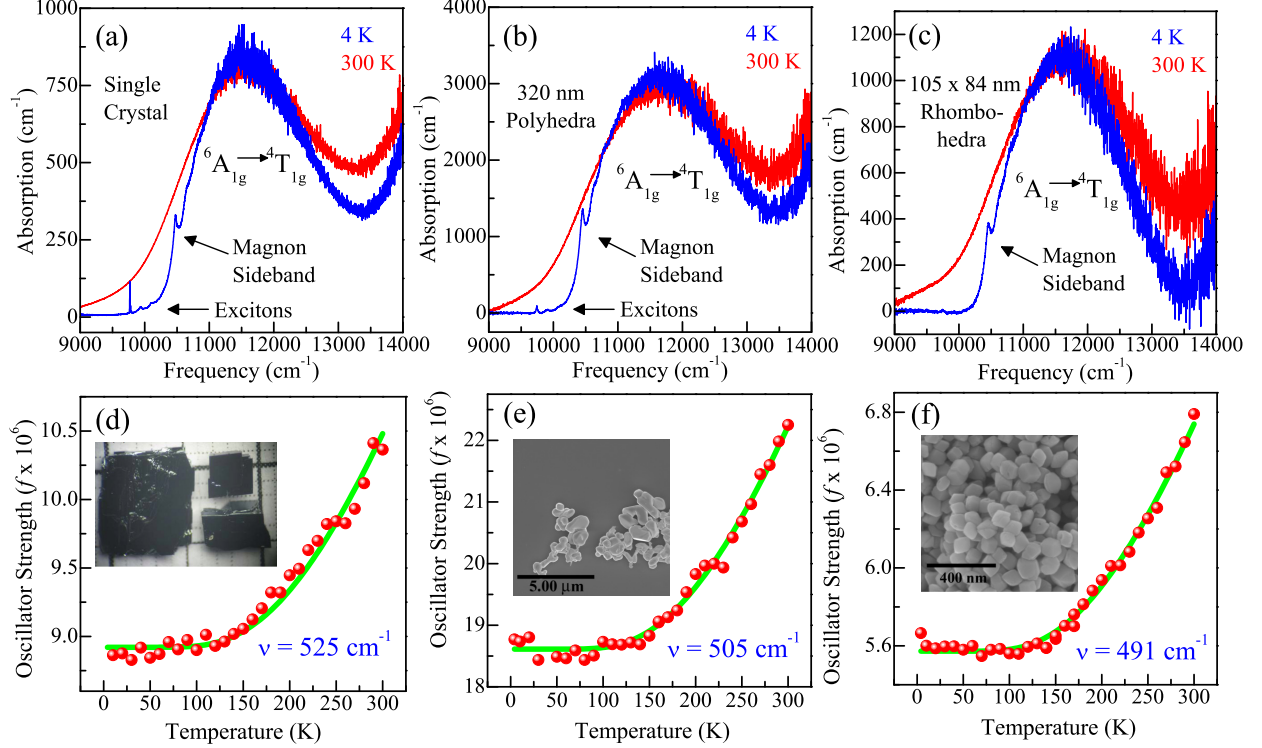 (a)
4 K
300 K
Single
Crystal
⁶A₁g → ⁴T₁g
Magnon
Sideband
Excitons
Absorption (cm⁻¹)
1000
750
500
250
0
9000 10000 11000 12000 13000 14000
Frequency (cm⁻¹)
(b)
4 K
300 K
320 nm
Polyhedra
⁶A₁g → ⁴T₁g
Magnon
Sideband
Excitons
Absorption (cm⁻¹)
4000
3000
2000
1000
0
9000 10000 11000 12000 13000 14000
Frequency (cm⁻¹)
(c)
4 K
300 K
105 x 84 nm
Rhombo-
hedra
⁶A₁g → ⁴T₁g
Magnon
Sideband
Absorption (cm⁻¹)
1200
1000
800
600
400
200
0
9000 10000 11000 12000 13000 14000
Frequency (cm⁻¹)
(d)
Oscillator Strength (f x 10⁶)
10.5
10.0
9.5
9.0
ν = 525 cm⁻¹
0 50 100 150 200 250 300
Temperature (K)
(e)
Oscillator Strength (f x 10⁶)
22
21
20
19
18
5.00 µm
ν = 505 cm⁻¹
0 50 100 150 200 250 300
Temperature (K)
(f)
Oscillator Strength (f x 10⁶)
6.8
6.4
6.0
5.6
400 nm
ν = 491 cm⁻¹
0 50 100 150 200 250 300
Temperature (K)